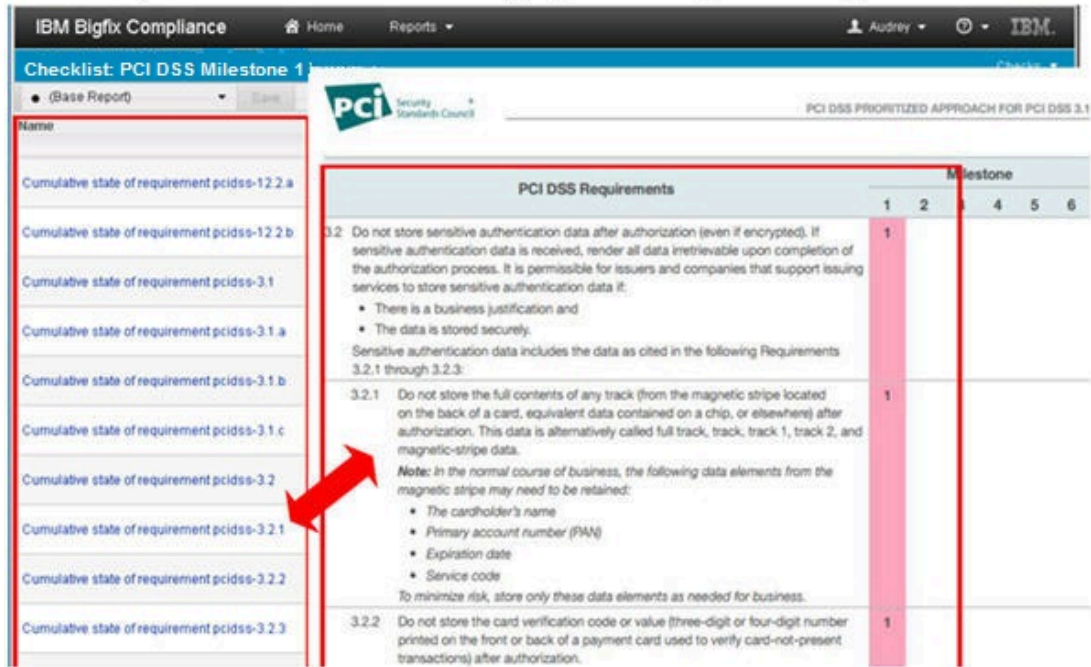 IBM Bigfix Compliance Home Reports Audrey IBM.
Checklist: PCI DSS Milestone 1 Checks
(Base Report) Save
Name
Cumulative state of requirement pcidss-12.2.a
Cumulative state of requirement pcidss-12.2.b
Cumulative state of requirement pcidss-3.1
Cumulative state of requirement pcidss-3.1.a
Cumulative state of requirement pcidss-3.1.b
Cumulative state of requirement pcidss-3.1.c
Cumulative state of requirement pcidss-3.2
Cumulative state of requirement pcidss-3.2.1
Cumulative state of requirement pcidss-3.2.2
Cumulative state of requirement pcidss-3.2.3
PCI Security
Standards Council
PCI DSS PRIORITIZED APPROACH FOR PCI DSS 3.1
PCI DSS Requirements
Milestone
1 2 3 4 5 6
3.2 Do not store sensitive authentication data after authorization (even if encrypted). If 1
sensitive authentication data is received, render all data irretrievable upon completion of
the authorization process. It is permissible for issuers and companies that support issuing
services to store sensitive authentication data if:
• There is a business justification and
• The data is stored securely.
Sensitive authentication data includes the data as cited in the following Requirements
3.2.1 through 3.2.3:
3.2.1 Do not store the full contents of any track (from the magnetic stripe located 1
on the back of a card, equivalent data contained on a chip, or elsewhere) after
authorization. This data is alternatively called full track, track, track 1, track 2, and
magnetic-stripe data.
Note: In the normal course of business, the following data elements from the
magnetic stripe may need to be retained:
• The cardholder's name
• Primary account number (PAN)
• Expiration date
• Service code
To minimize risk, store only these data elements as needed for business.
3.2.2 Do not store the card verification code or value (three-digit or four-digit number 1
printed on the front or back of a payment card used to verify card-not-present
transactions) after authorization.